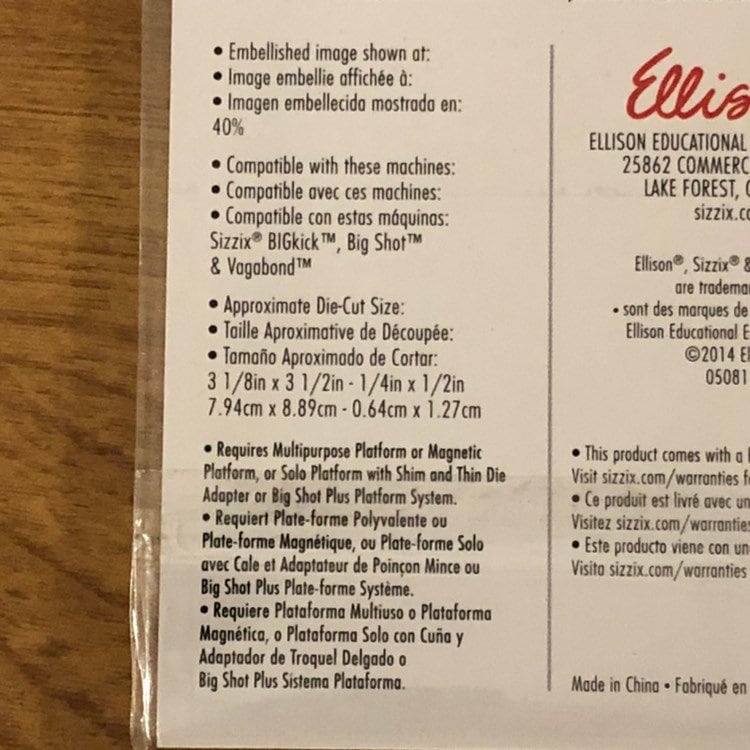 • Embellished image shown at:
• Image embellie affichée à:
• Imagen embellecida mostrada en:
40%
• Compatible with these machines:
• Compatible avec ces machines:
• Compatible con estas máquinas:
Sizzix® BIGkick™, Big Shot™
& Vagabond™
• Approximate Die-Cut Size:
• Taille Aproximative de Découpée:
• Tamaño Aproximado de Cortar:
3 1/8in x 3 1/2in - 1/4in x 1/2in
7.94cm x 8.89cm - 0.64cm x 1.27cm
• Requires Multipurpose Platform or Magnetic
Platform, or Solo Platform with Shim and Thin Die
Adapter or Big Shot Plus Platform System.
• Requiert Plate-forme Polyvalente ou
Plate-forme Magnétique, ou Plate-forme Solo
avec Cale et Adaptateur de Poinçon Mince ou
Big Shot Plus Plate-forme Système.
• Requiere Plataforma Multiuso o Plataforma
Magnética, o Plataforma Solo con Cuña y
Adaptador de Troquel Delgado o
Big Shot Plus Sistema Plataforma.
Ellis
ELLISON EDUCATIONAL
25862 COMMERC
LAKE FOREST,
sizzix.co
Ellison®, Sizzix® &
are tradema
• sont des marques de
Ellison Educational E
©2014 El
05081
• This product comes with a
Visit sizzix.com/warranties f
• Ce produit est livré avec un
Visitez sizzix.com/warranties
• Este producto viene con un
Visita sizzix.com/warranties
Made in China • Fabriqué en